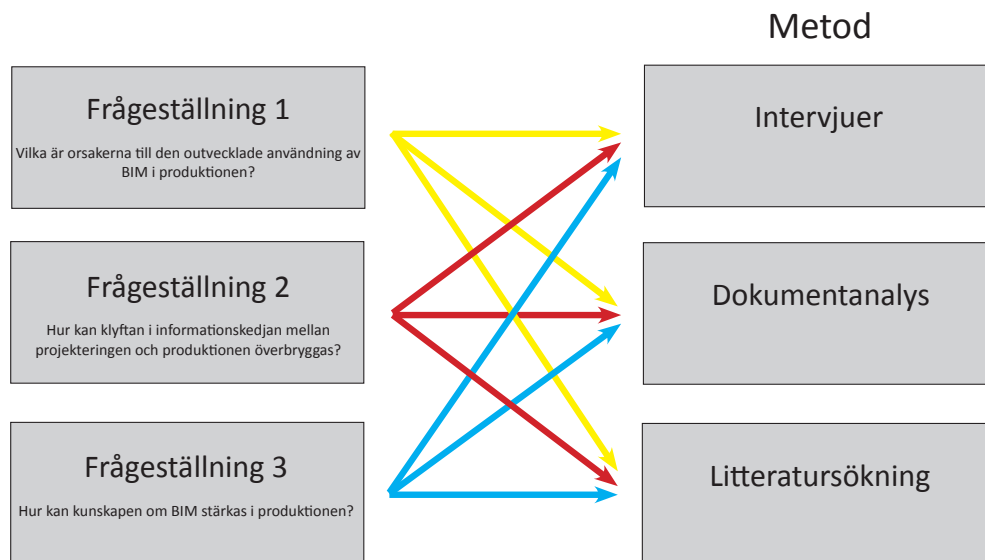 Metod
Frågeställning 1
Vilka är orsakerna till den outvecklade användning av
BIM i produktionen?
Intervjuer
Frågeställning 2
Hur kan klyftan i informationskedjan mellan
projekteringen och produktionen överbryggas?
Dokumentanalys
Frågeställning 3
Hur kan kunskapen om BIM stärkas i produktionen?
Litteratursökning